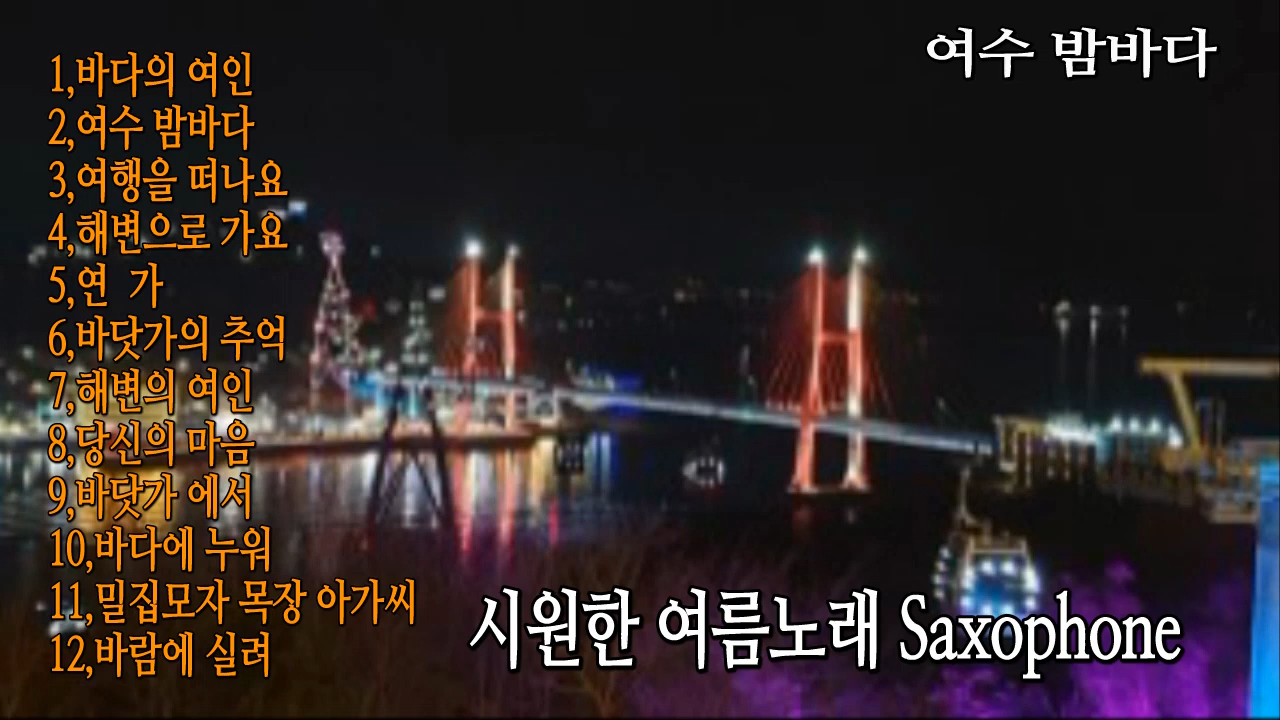 여수 밤바다
1,바다의 여인
2,여수 밤바다
3,여행을 떠나요
4,해변으로 가요
5,연 가
6,바닷가의 추억
7,해변의 여인
8,당신의 마음
9,바닷가 에서
10,바다에 누워
11,밀집모자 목장 아가씨
12,바람에 실려
시원한 여름노래 Saxophone